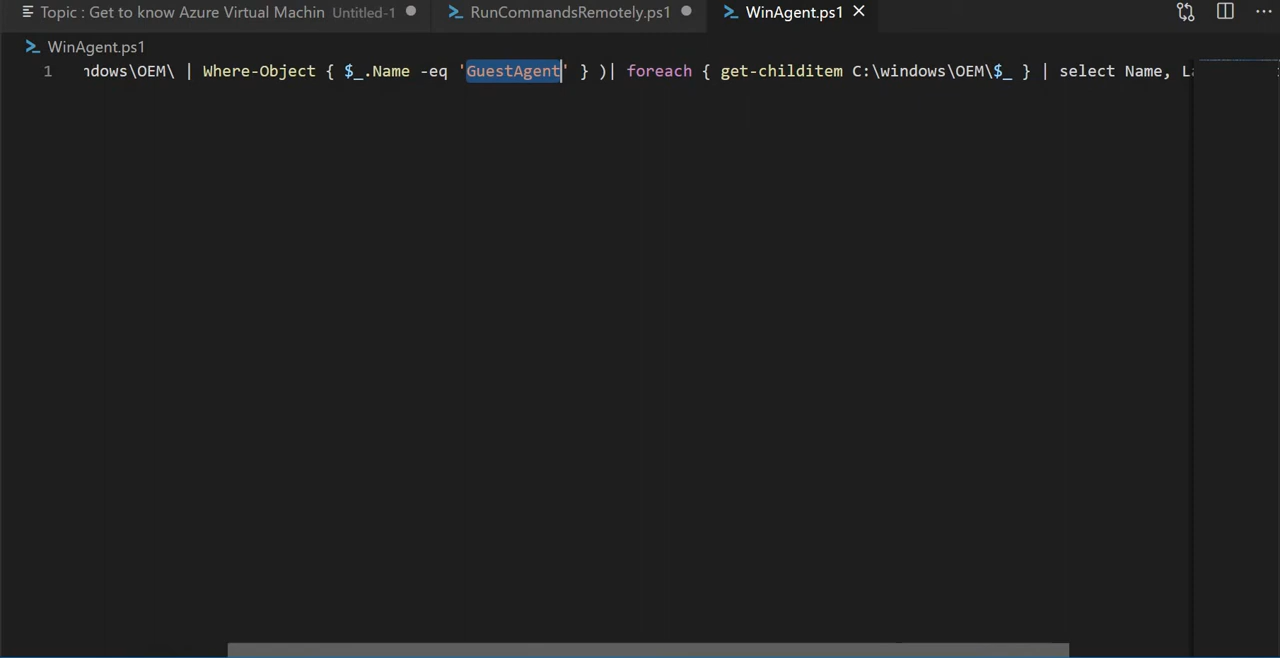 Topic : Get to know Azure Virtual Machin Untitled-1 RunCommandsRemotely.ps1 WinAgent.ps1
WinAgent.ps1
1 ndows\OEM\ | Where-Object { $_.Name -eq 'GuestAgent' } )| foreach { get-childitem C:\windows\OEM\$_ } | select Name, La